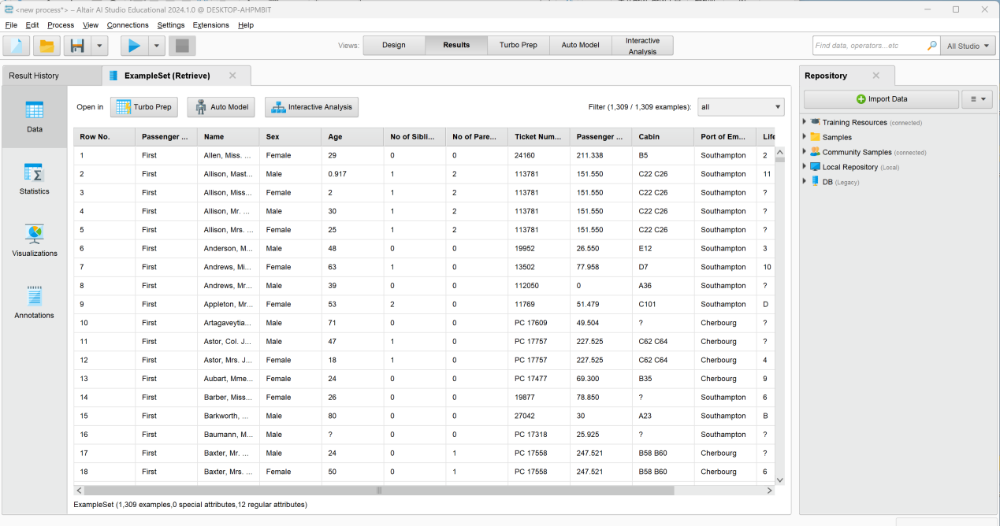 <new process*> – Altair AI Studio Educational 2024.1.0 @ DESKTOP-AHPMBIT
File Edit Process View Connections Settings Extensions Help
Views: Design Results Turbo Prep Auto Model Interactive Analysis
Find data, operators...etc All Studio
Result History ExampleSet (Retrieve)
Open in Turbo Prep Auto Model Interactive Analysis Filter (1,309 / 1,309 examples): all
Data
Statistics
Visualizations
Annotations
Row No. Passenger ... Name Sex Age No of Sibli... No of Pare... Ticket Num... Passenger ... Cabin Port of Em... Life
1 First Allen, Miss. ... Female 29 0 0 24160 211.338 B5 Southampton 2
2 First Allison, Mast... Male 0.917 1 2 113781 151.550 C22 C26 Southampton 11
3 First Allison, Miss... Female 2 1 2 113781 151.550 C22 C26 Southampton ?
4 First Allison, Mr. ... Male 30 1 2 113781 151.550 C22 C26 Southampton ?
5 First Allison, Mrs. ... Female 25 1 2 113781 151.550 C22 C26 Southampton ?
6 First Anderson, M... Male 48 0 0 19952 26.550 E12 Southampton 3
7 First Andrews, Mi... Female 63 1 0 13502 77.958 D7 Southampton 10
8 First Andrews, Mr... Male 39 0 0 112050 0 A36 Southampton ?
9 First Appleton, Mr... Female 53 2 0 11769 51.479 C101 Southampton D
10 First Artagaveytia... Male 71 0 0 PC 17609 49.504 ? Cherbourg ?
11 First Astor, Col. J... Male 47 1 0 PC 17757 227.525 C62 C64 Cherbourg ?
12 First Astor, Mrs. J... Female 18 1 0 PC 17757 227.525 C62 C64 Cherbourg 4
13 First Aubart, Mme... Female 24 0 0 PC 17477 69.300 B35 Cherbourg 9
14 First Barber, Miss... Female 26 0 0 19877 78.850 ? Southampton 6
15 First Barkworth, ... Male 80 0 0 27042 30 A23 Southampton B
16 First Baumann, M... Male ? 0 0 PC 17318 25.925 ? Southampton ?
17 First Baxter, Mr. ... Male 24 0 1 PC 17558 247.521 B58 B60 Cherbourg ?
18 First Baxter, Mrs. ... Female 50 0 1 PC 17558 247.521 B58 B60 Cherbourg 6
ExampleSet (1,309 examples,0 special attributes,12 regular attributes)
Repository
Import Data
Training Resources (connected)
Samples
Community Samples (connected)
Local Repository (Local)
DB (Legacy)